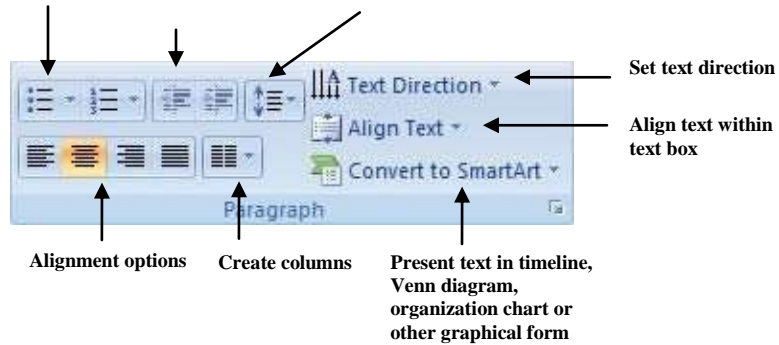 Text Direction
Set text direction
Align Text
Align text within
text box
Convert to SmartArt
Paragraph
Alignment options
Create columns
Present text in timeline,
Venn diagram,
organization chart or
other graphical form